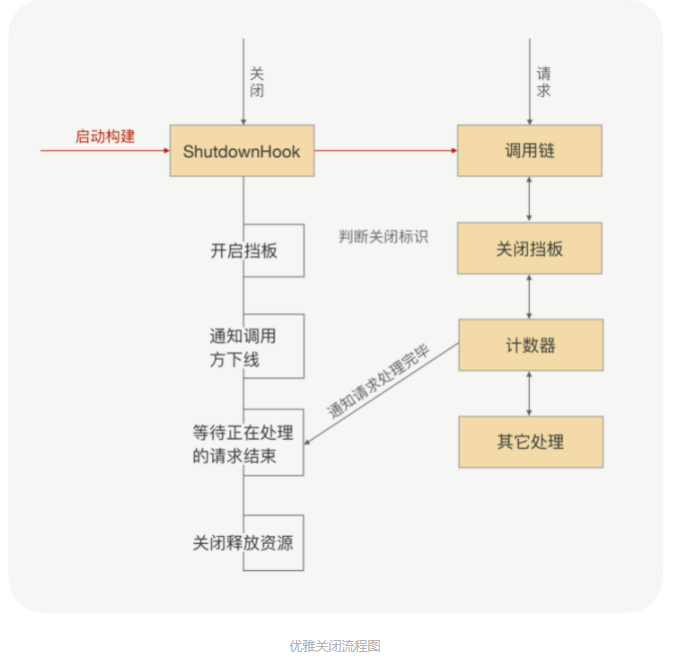 关
闭
请
求
启动构建
ShutdownHook
调用链
开启挡板
判断关闭标识
关闭挡板
通知调用
方下线
计数器
通知请求处理完毕
等待正在处理
的请求结束
其它处理
关闭释放资源
优雅关闭流程图